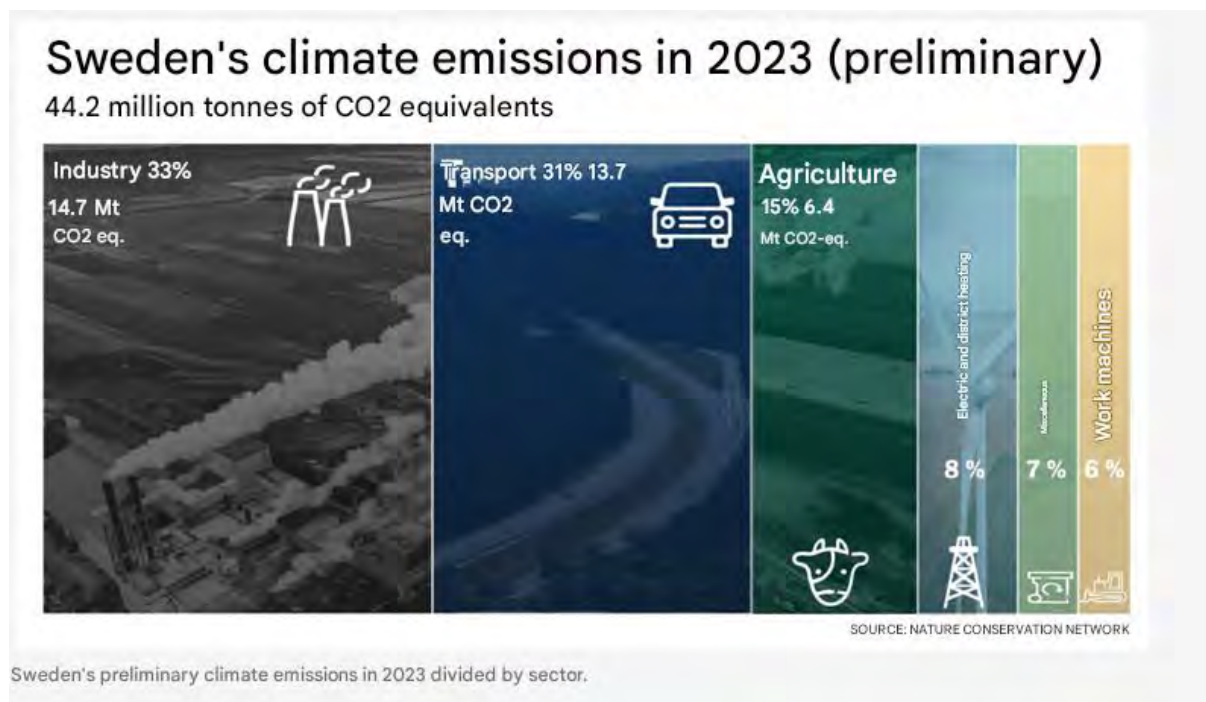 Sweden's climate emissions in 2023 (preliminary)
44.2 million tonnes of CO2 equivalents
Industry 33%
14.7 Mt
CO2 eq.
Transport 31% 13.7
Mt CO2
eq.
Agriculture
15% 6.4
Mt CO2-eq.
Electric and district heating
8 %
Miscellaneous
7 %
Work machines
6 %
SOURCE: NATURE CONSERVATION NETWORK
Sweden's preliminary climate emissions in 2023 divided by sector.